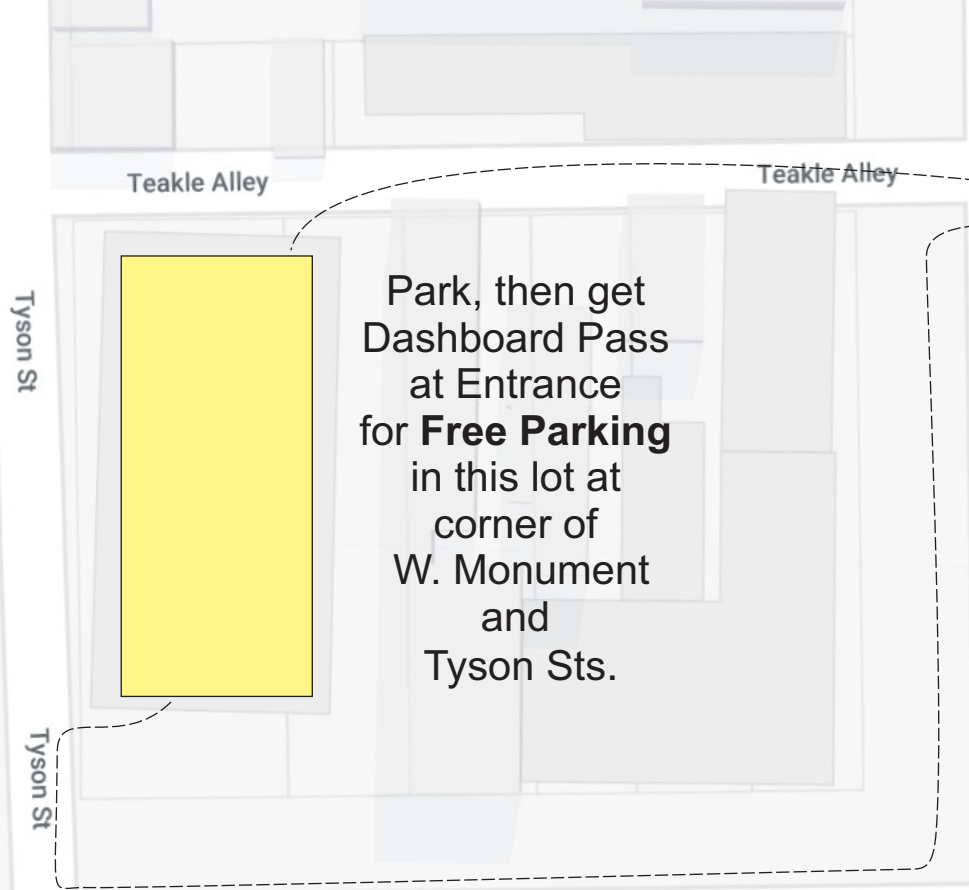 Teakle Alley
Teakle Alley
Tyson St
Park, then get
Dashboard Pass
at Entrance
for Free Parking
in this lot at
corner of
W. Monument
and
Tyson Sts.
Tyson St